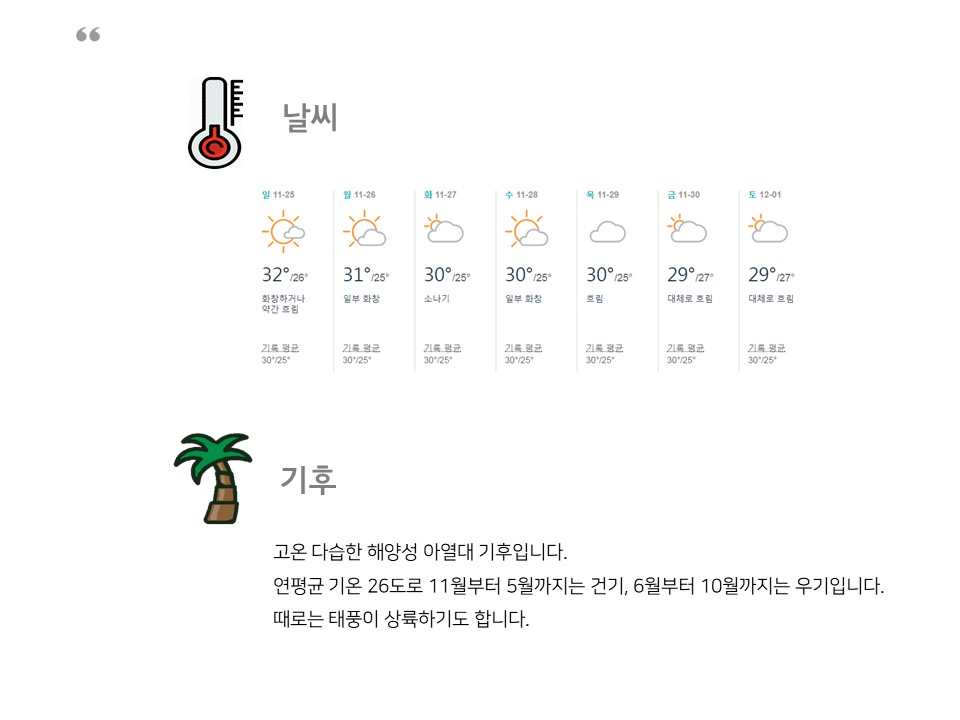 “
날씨
일 11-25 월 11-26 화 11-27 수 11-28 목 11-29 금 11-30 토 12-01
32°/26° 31°/25° 30°/25° 30°/25° 30°/25° 29°/27° 29°/27°
화창하거나 일부 화창 소나기 일부 화창 흐림 대체로 흐림 대체로 흐림
약간 흐림
기록 평균 기록 평균 기록 평균 기록 평균 기록 평균 기록 평균 기록 평균
30°/25° 30°/25° 30°/25° 30°/25° 30°/25° 30°/25° 30°/25°
기후
고온 다습한 해양성 아열대 기후입니다.
연평균 기온 26도로 11월부터 5월까지는 건기, 6월부터 10월까지는 우기입니다.
때로는 태풍이 상륙하기도 합니다.